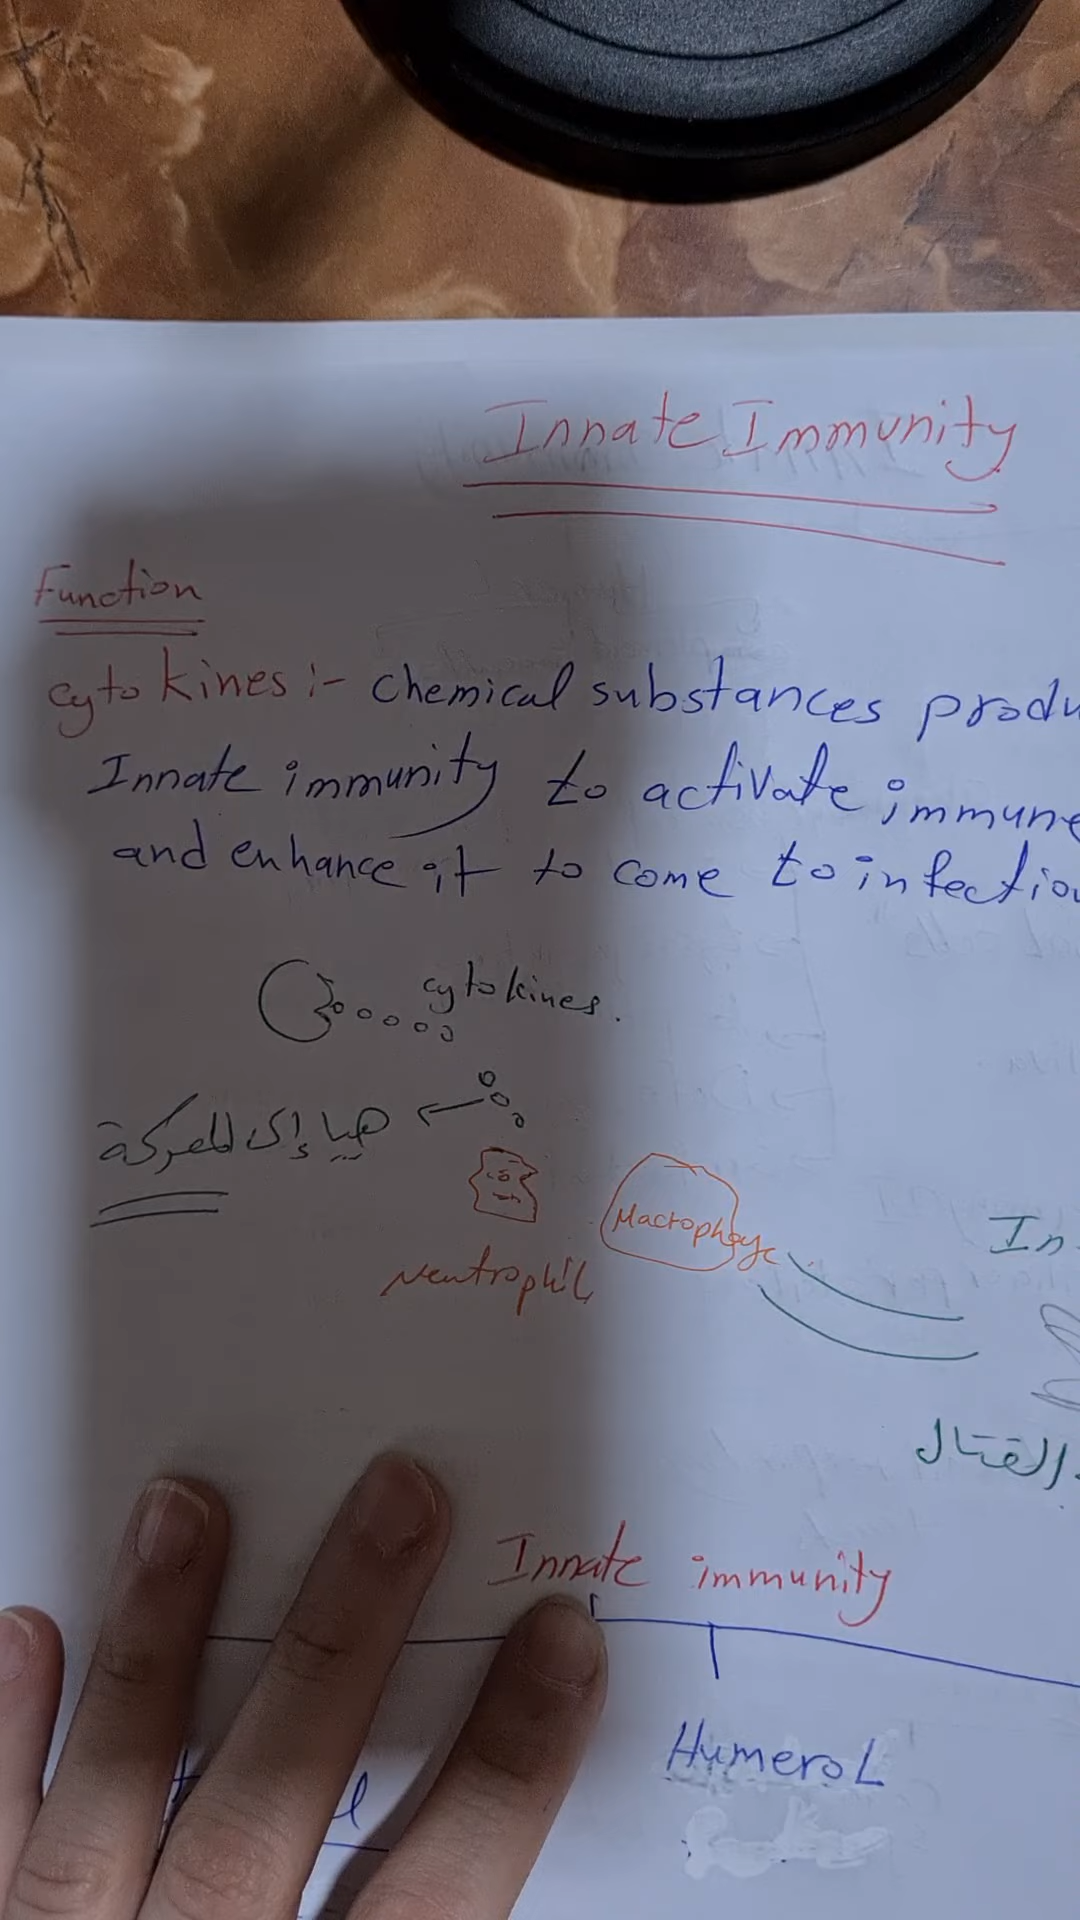 Innate Immunity
Function
cytokines :- chemical substances produ
Innate immunity to activate immune
and enhance it to come to infectio
cytokines.
هيا إلى المعركة
Macrophage
Neutrophil
In
القتال
Innate immunity
HumeroL